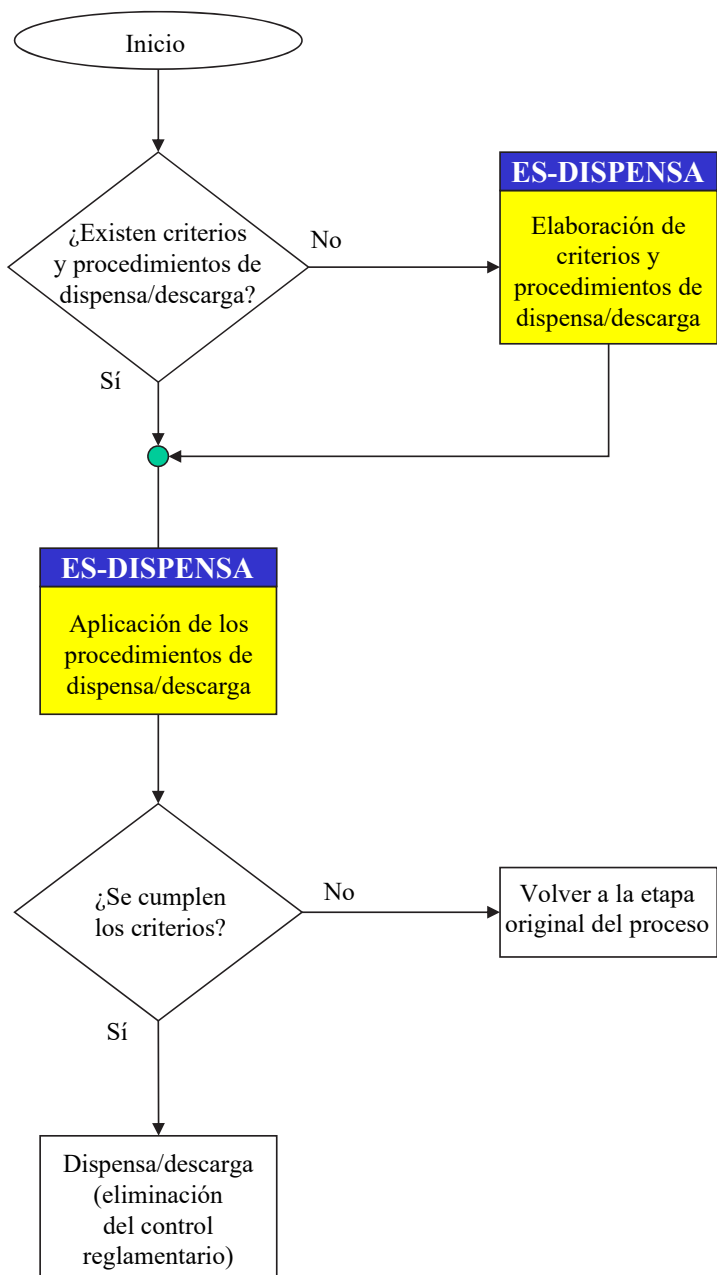 Inicio
¿Existen criterios
y procedimientos de
dispensa/descarga?
No
ES-DISPENSA
Elaboración de
criterios y
procedimientos de
dispensa/descarga
Sí
ES-DISPENSA
Aplicación de los
procedimientos de
dispensa/descarga
¿Se cumplen
los criterios?
No
Volver a la etapa
original del proceso
Sí
Dispensa/descarga
(eliminación
del control
reglamentario)